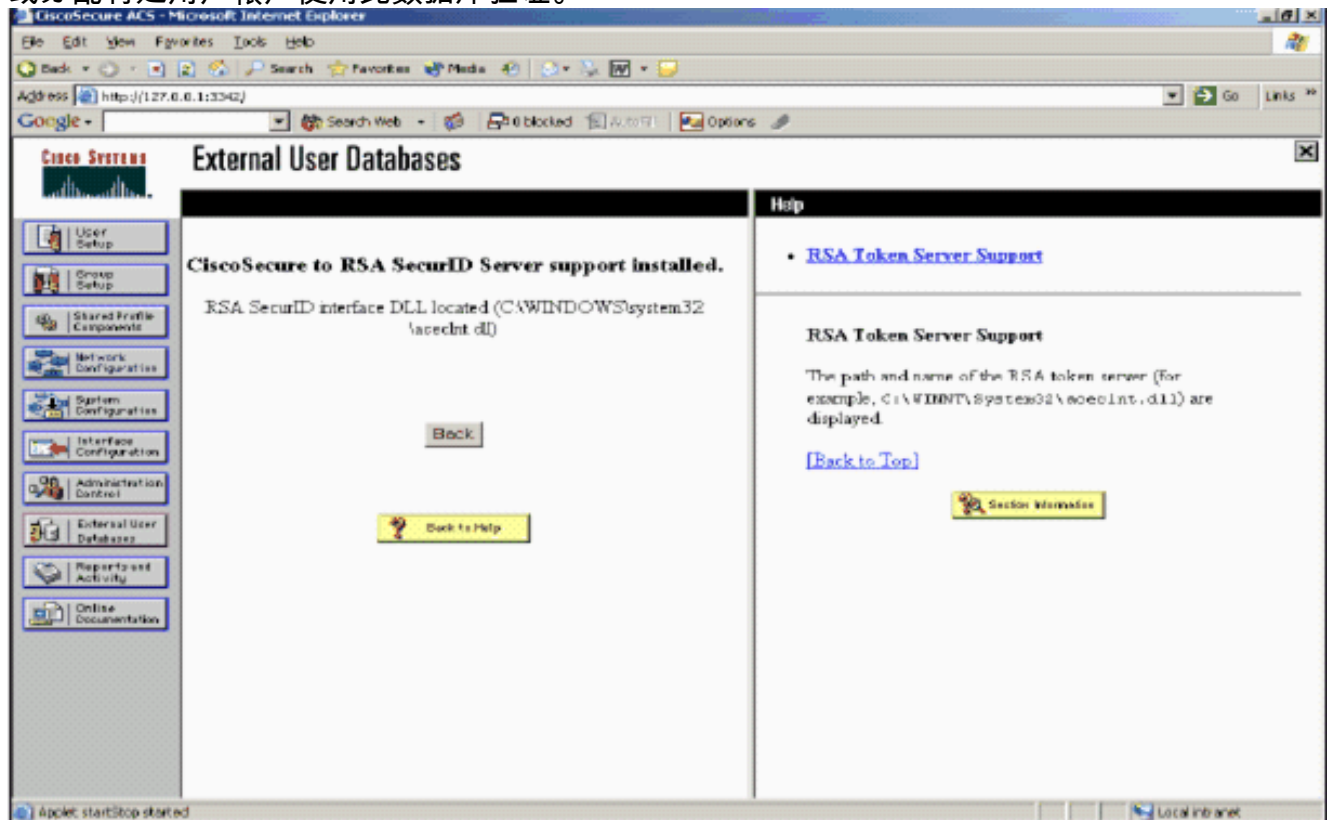 CiscoSecure ACS - Microsoft Internet Explorer
File Edit View Favorites Tools Help
Back Search Favorites Media
Address http://127.0.0.1:3342/ Go Links »
Google Search Web 0 blocked AutoFill Options
CISCO SYSTEMS
External User Databases
User Setup
Group Setup
Shared Profile Components
Network Configuration
System Configuration
Interface Configuration
Administration Control
External User Databases
Reports and Activity
Online Documentation
CiscoSecure to RSA SecurID Server support installed.
RSA SecurID interface DLL located (C:\WINDOWS\system32
\aceclnt.dll)
Back
Back to Help
Help
• RSA Token Server Support
RSA Token Server Support
The path and name of the RSA token server (for
example, C:\WINNT\System32\aceclnt.dll) are
displayed.
[Back to Top]
Section Information
Applet startStop started
Local intranet